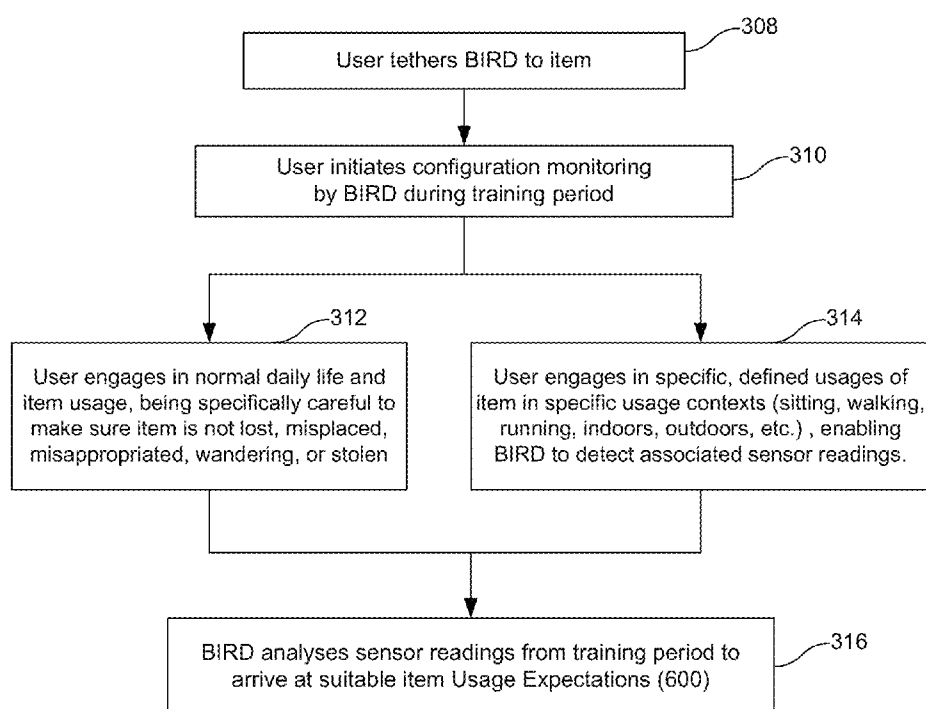 308
User tethers BIRD to item
310
User initiates configuration monitoring
by BIRD during training period
312
User engages in normal daily life and
item usage, being specifically careful to
make sure item is not lost, misplaced,
misappropriated, wandering, or stolen
314
User engages in specific, defined usages of
item in specific usage contexts (sitting, walking,
running, indoors, outdoors, etc.) , enabling
BIRD to detect associated sensor readings.
316
BIRD analyses sensor readings from training period to
arrive at suitable item Usage Expectations (600)